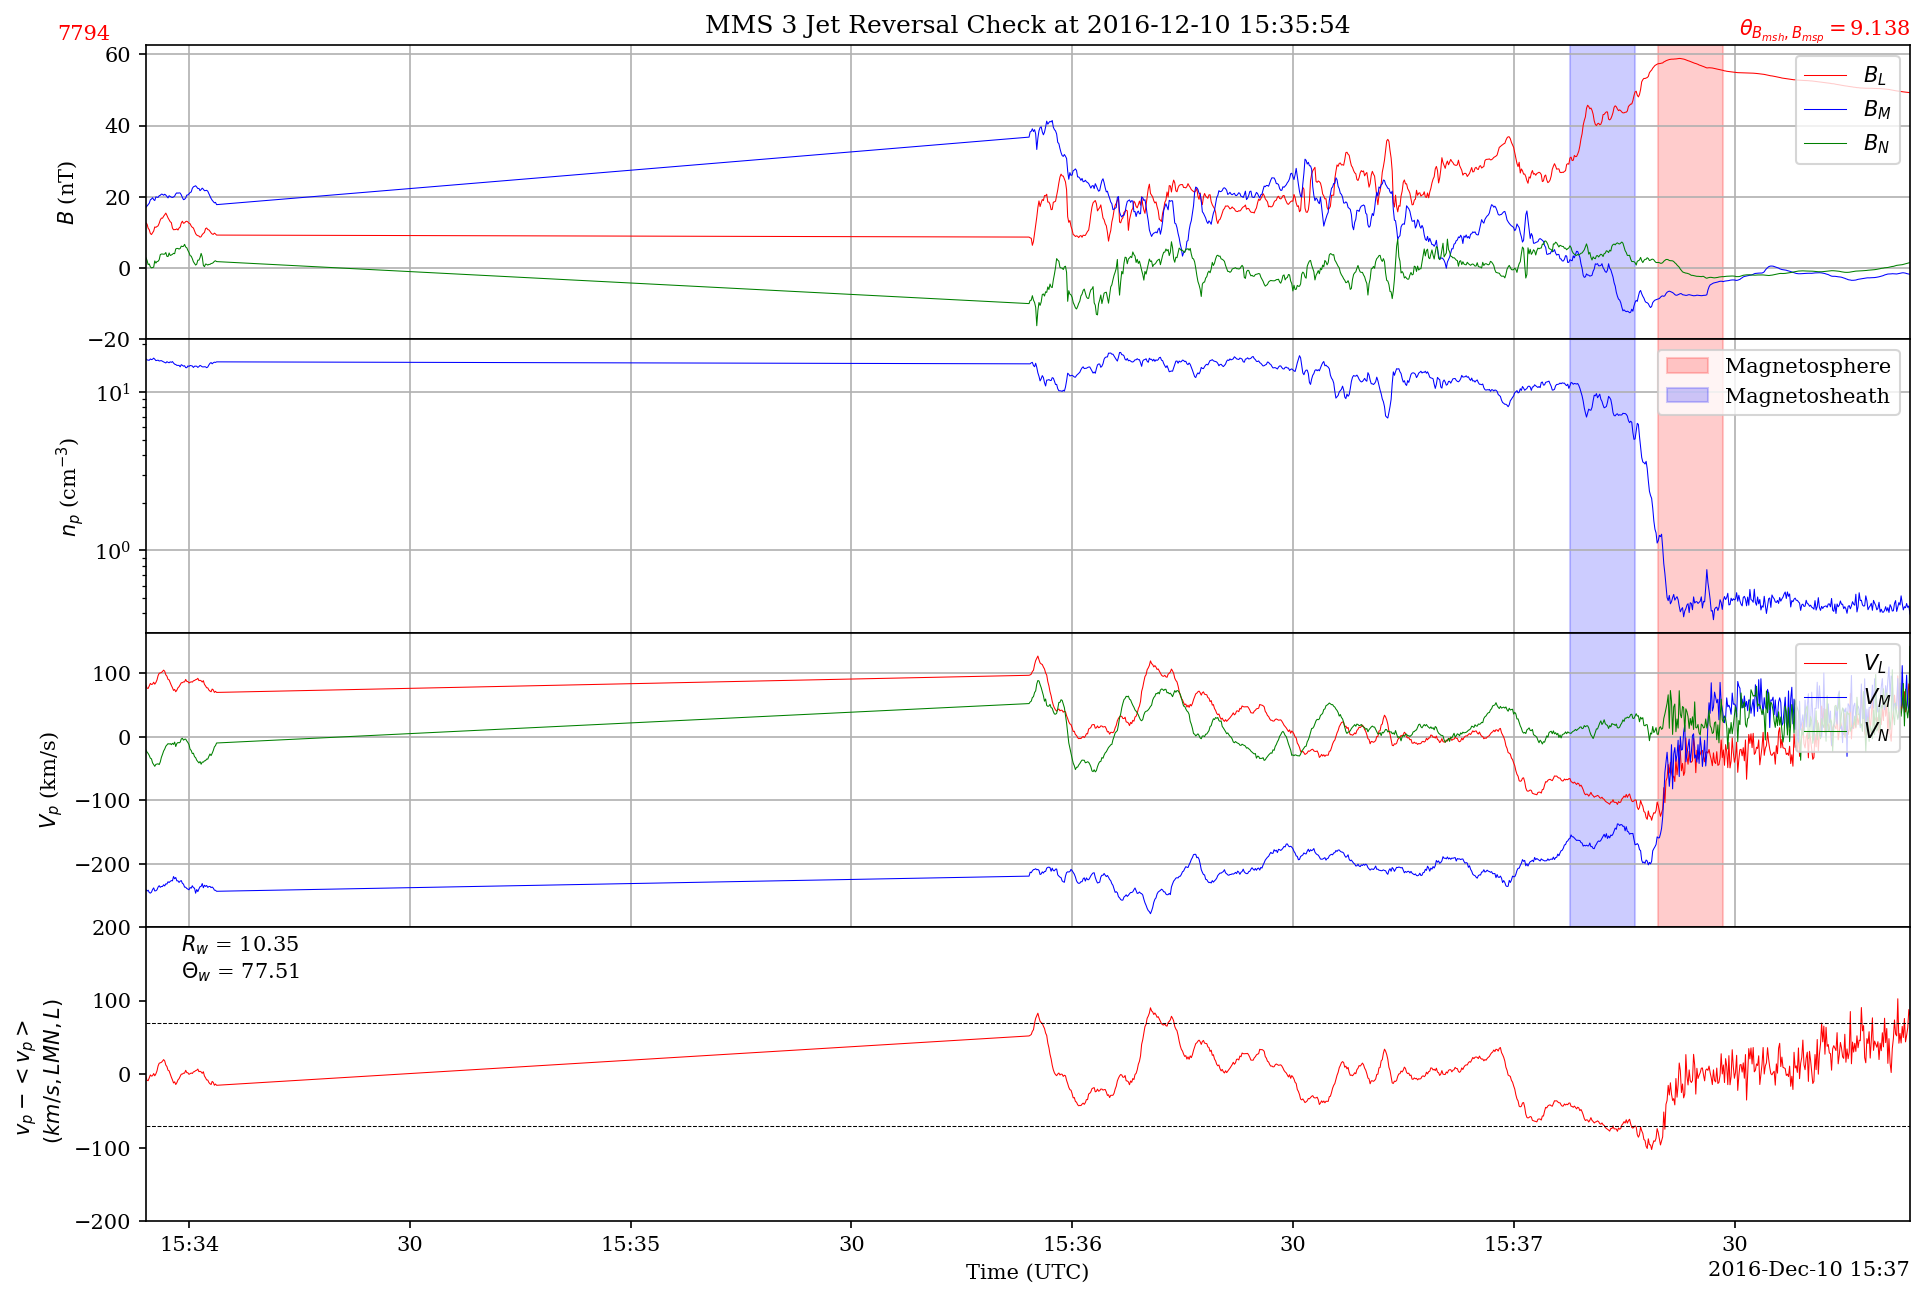 MMS 3 Jet Reversal Check at 2016-12-10 15:35:54
7794
θ_{B_{msh}, B_{msp}} = 9.138
60
40
20
0
−20
B (nT)
B_L
B_M
B_N
10^1
10^0
n_p (cm^{−3})
Magnetosphere
Magnetosheath
100
0
−100
−200
V_p (km/s)
V_L
V_M
V_N
200
100
0
−100
−200
v_p − < v_p >
(km/s, LMN, L)
R_w = 10.35
Θ_w = 77.51
15:34 30 15:35 30 15:36 30 15:37 30
Time (UTC)
2016-Dec-10 15:37